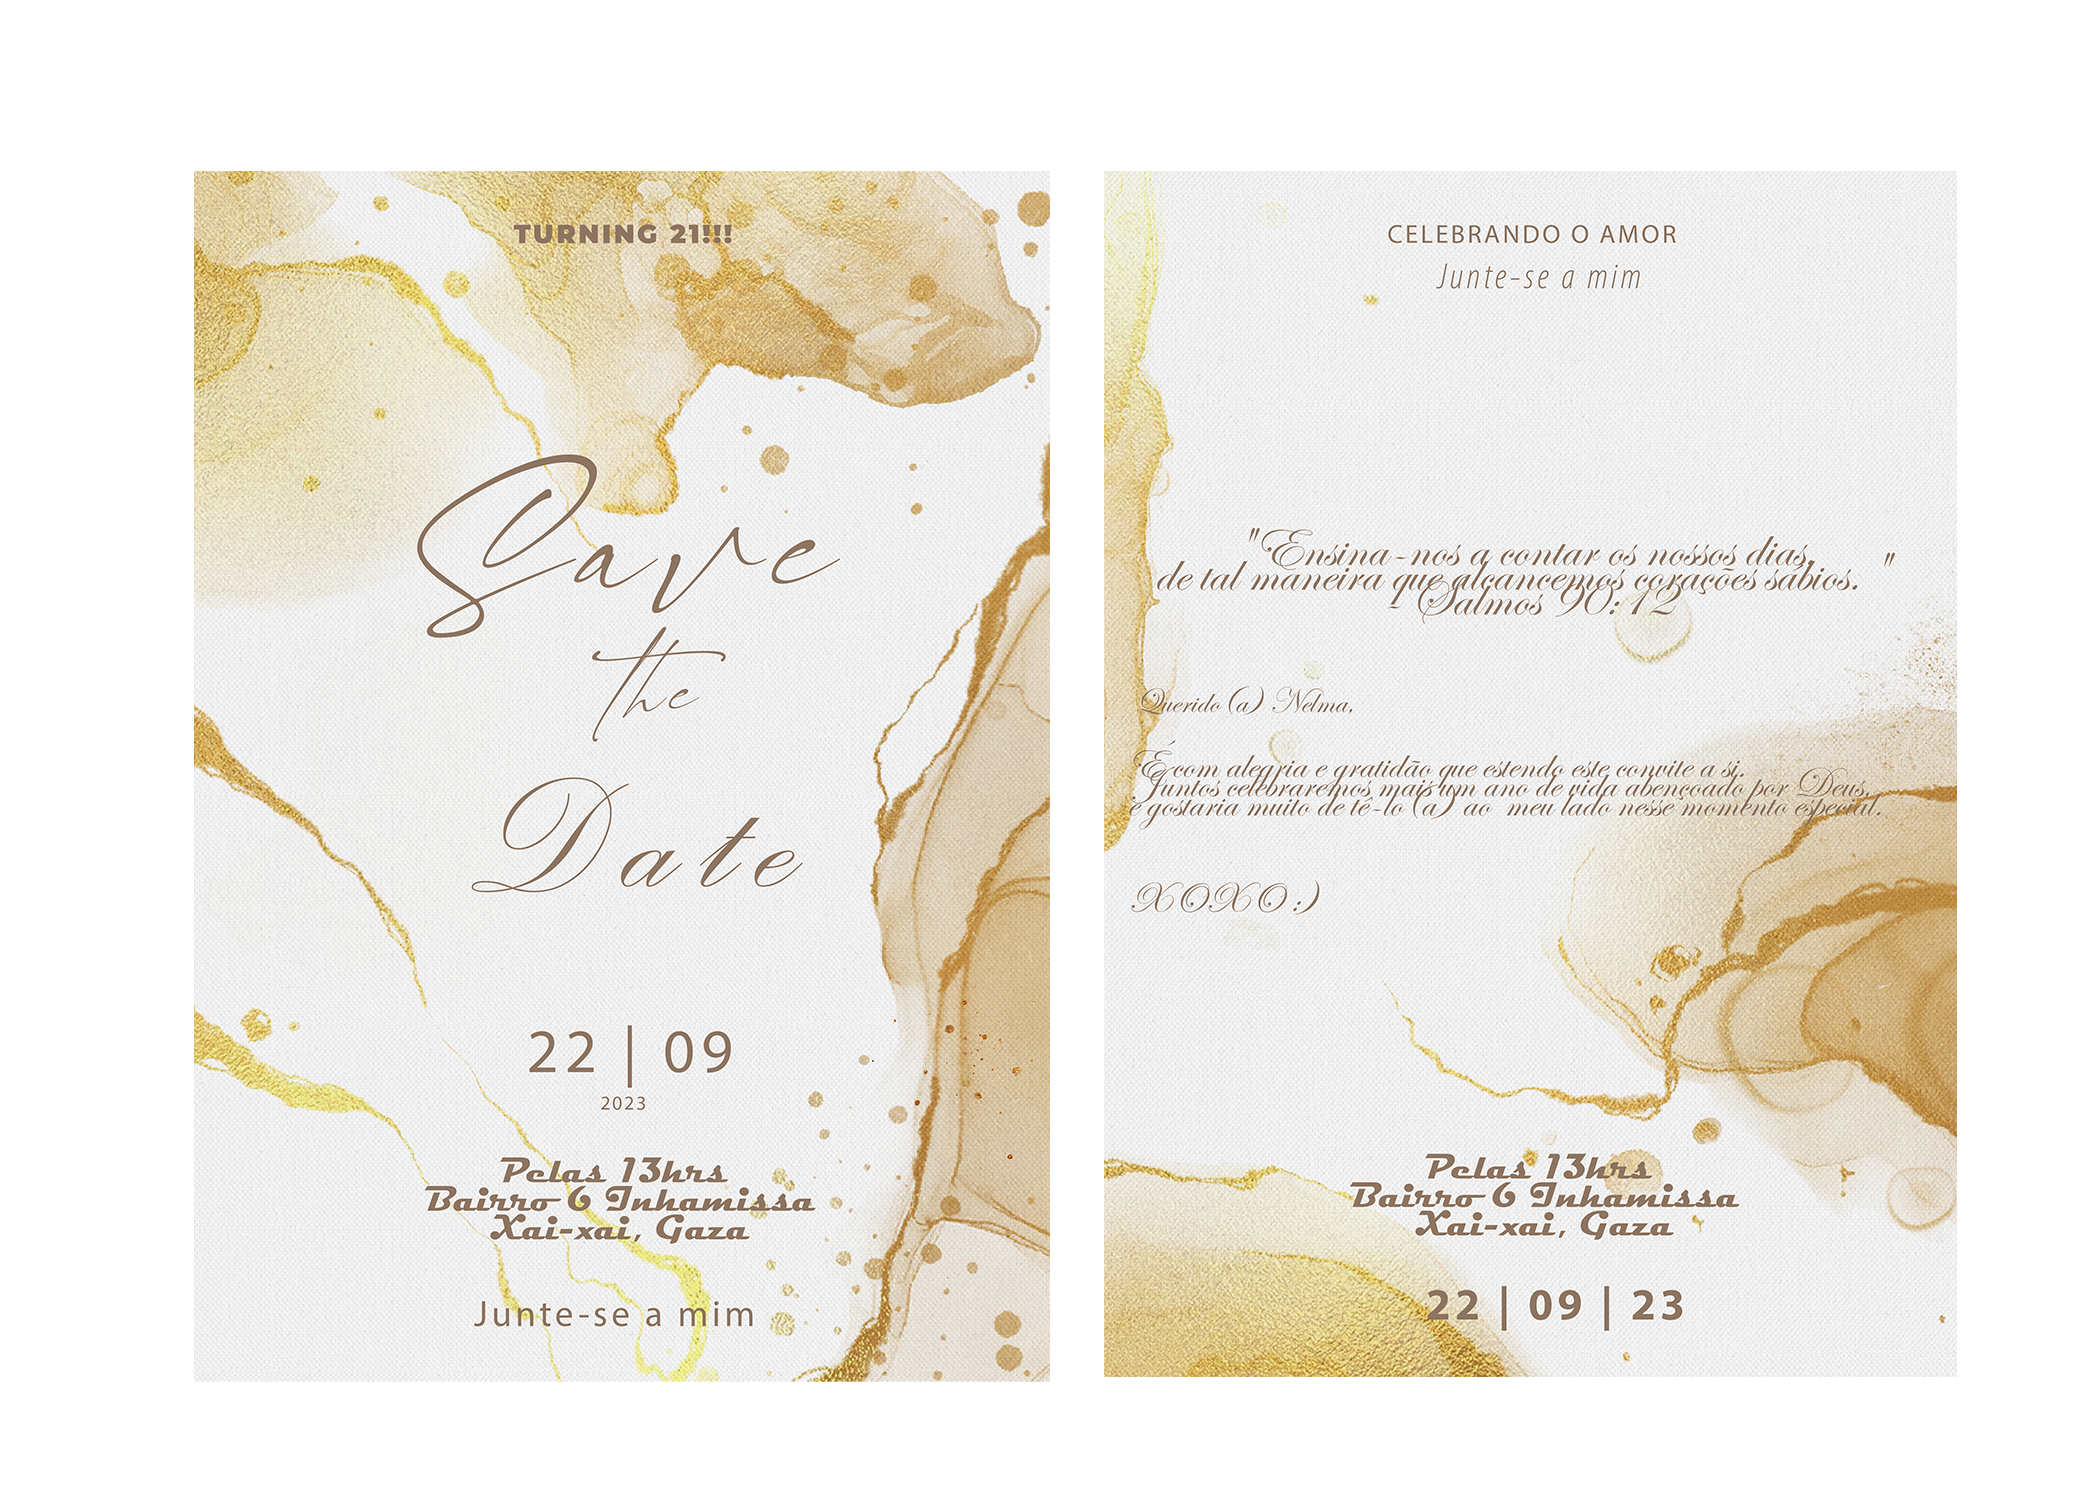 TURNING 21!!!
Save
the
Date
22 | 09
2023
Pelas 13hrs
Bairro 6 Inhamissa
Xai-xai, Gaza
Junte-se a mim
CELEBRANDO O AMOR
Junte-se a mim
"Ensina-nos a contar os nossos dias,
de tal maneira que alcancemos corações sábios. "
- Salmos 90:12
Querido (a) Nelma,
É com alegria e gratidão que estendo este convite a si.
Juntos celebraremos mais um ano de vida abençoado por Deus,
e gostaria muito de tê-lo (a) ao meu lado nesse momento especial.
XOXO :)
Pelas 13hrs
Bairro 6 Inhamissa
Xai-xai, Gaza
22 | 09 | 23